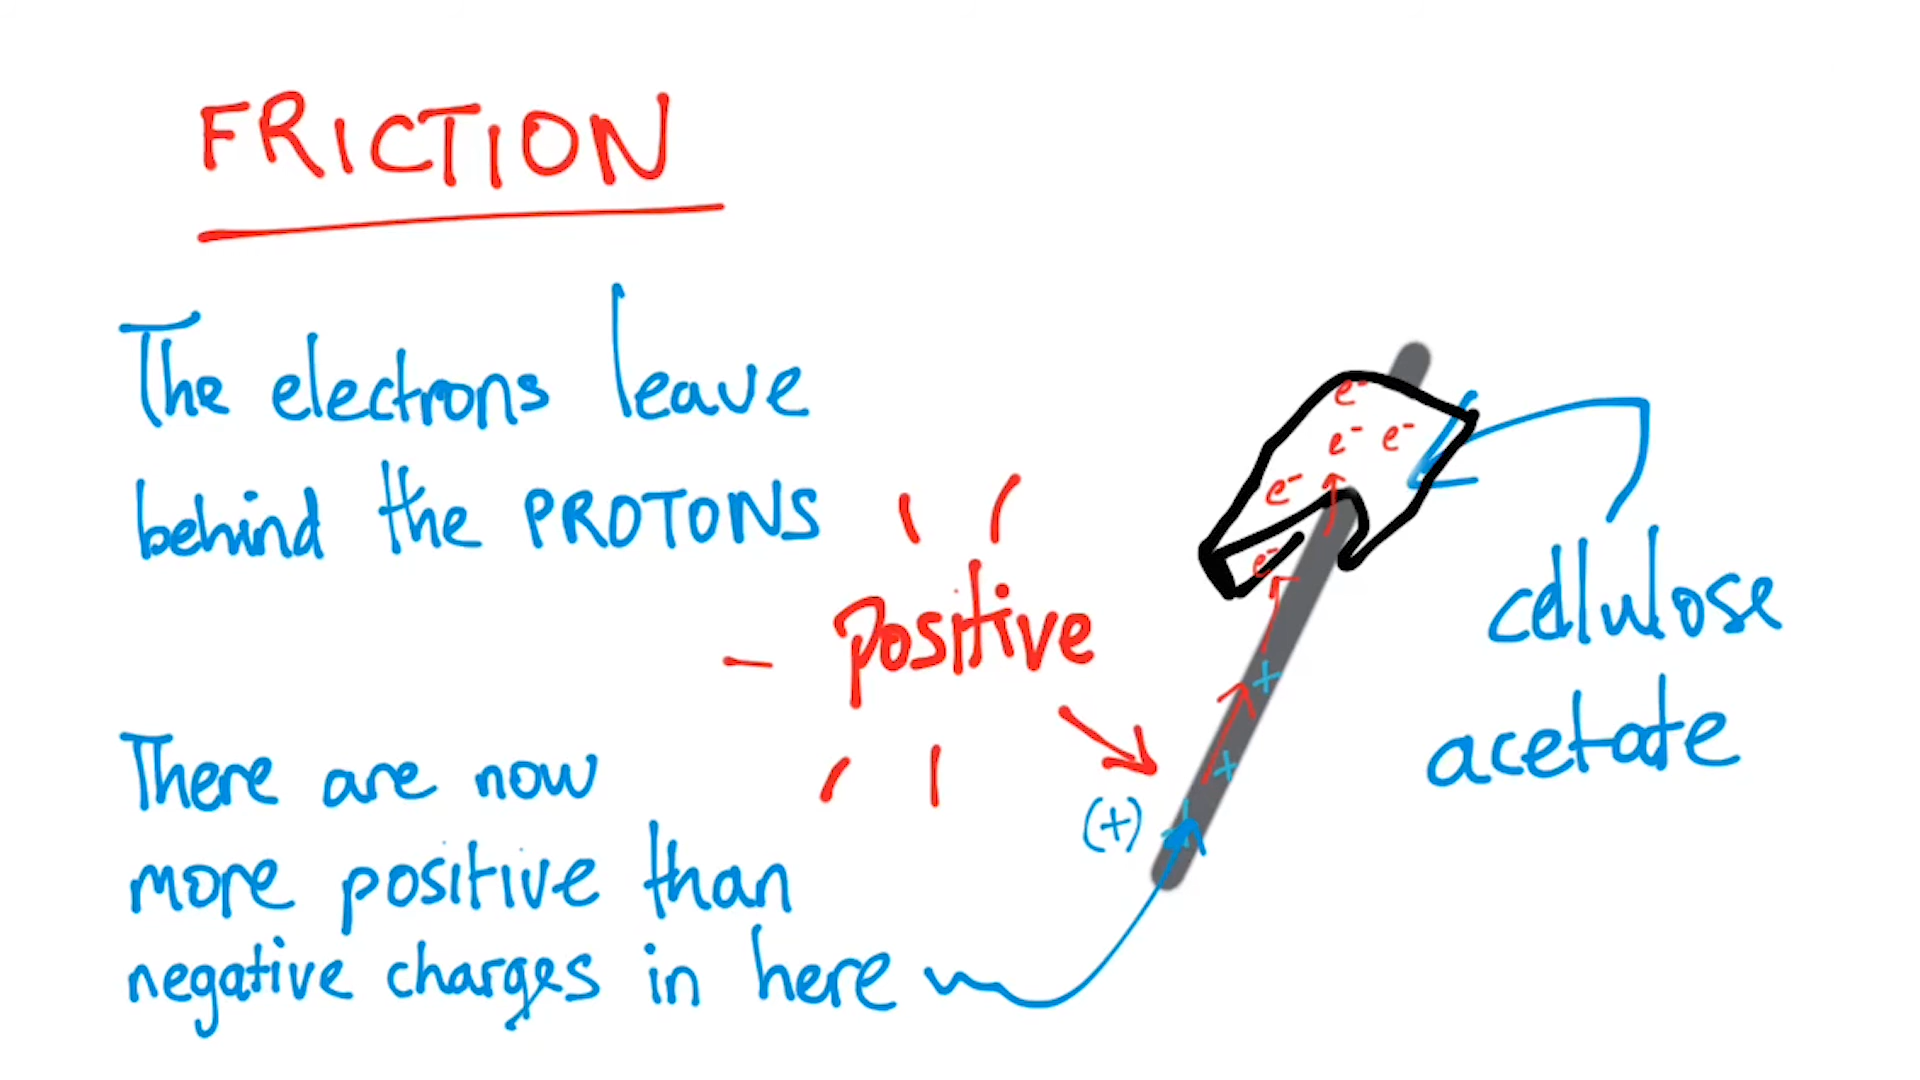 FRICTION
The electrons leave
behind the PROTONS
positive
There are now
more positive than
negative charges in here
(+)
+
+
+
e⁻
e⁻ e⁻
e⁻
e⁻
cellulose
acetate